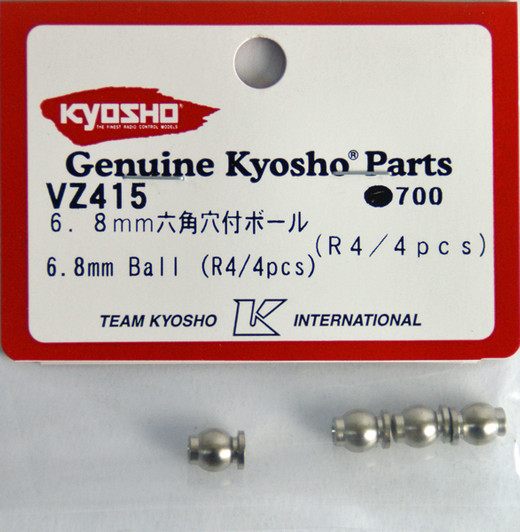 KYOSHO
THE FINEST RADIO CONTROL MODELS
Genuine Kyosho® Parts
VZ415 ●700
6.8mm六角穴付ボール
(R4/4pcs)
6.8mm Ball (R4/4pcs)
TEAM KYOSHO K INTERNATIONAL